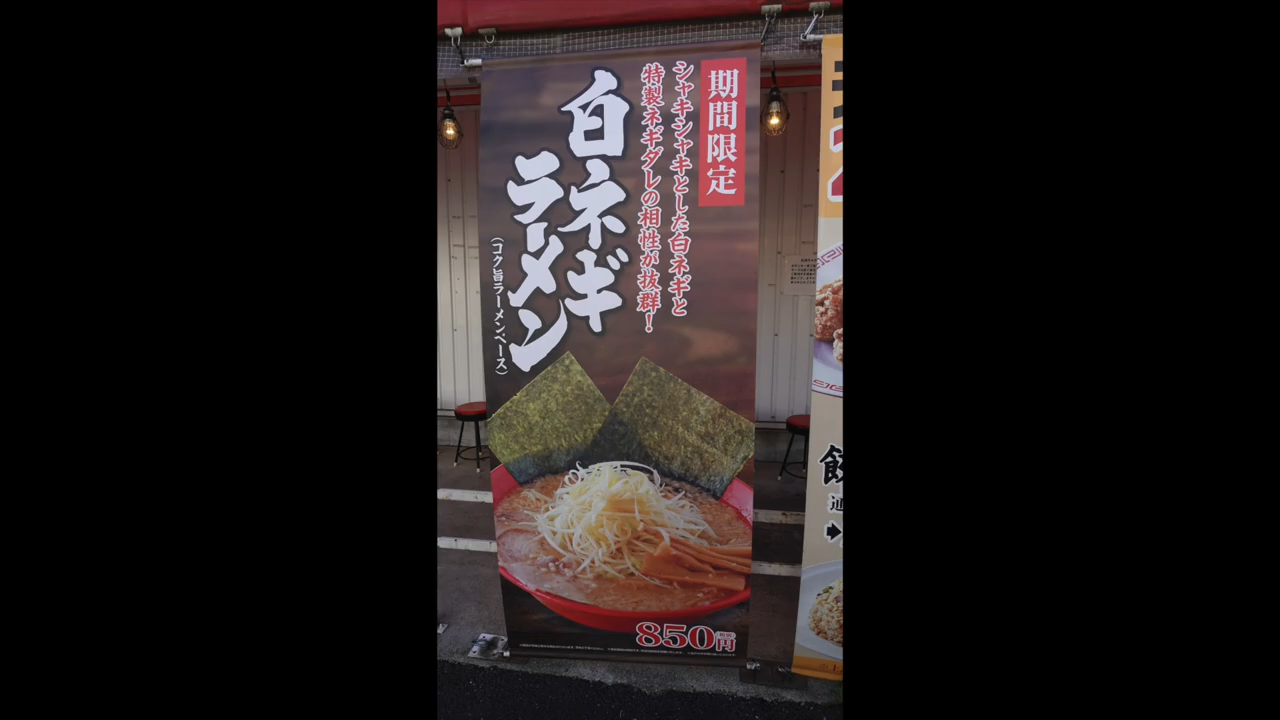 期間限定
シャキシャキとした白ネギと
特製ネギダレの相性が抜群!
白ネギ
ラーメン
(コク旨ラーメンベース)
850円